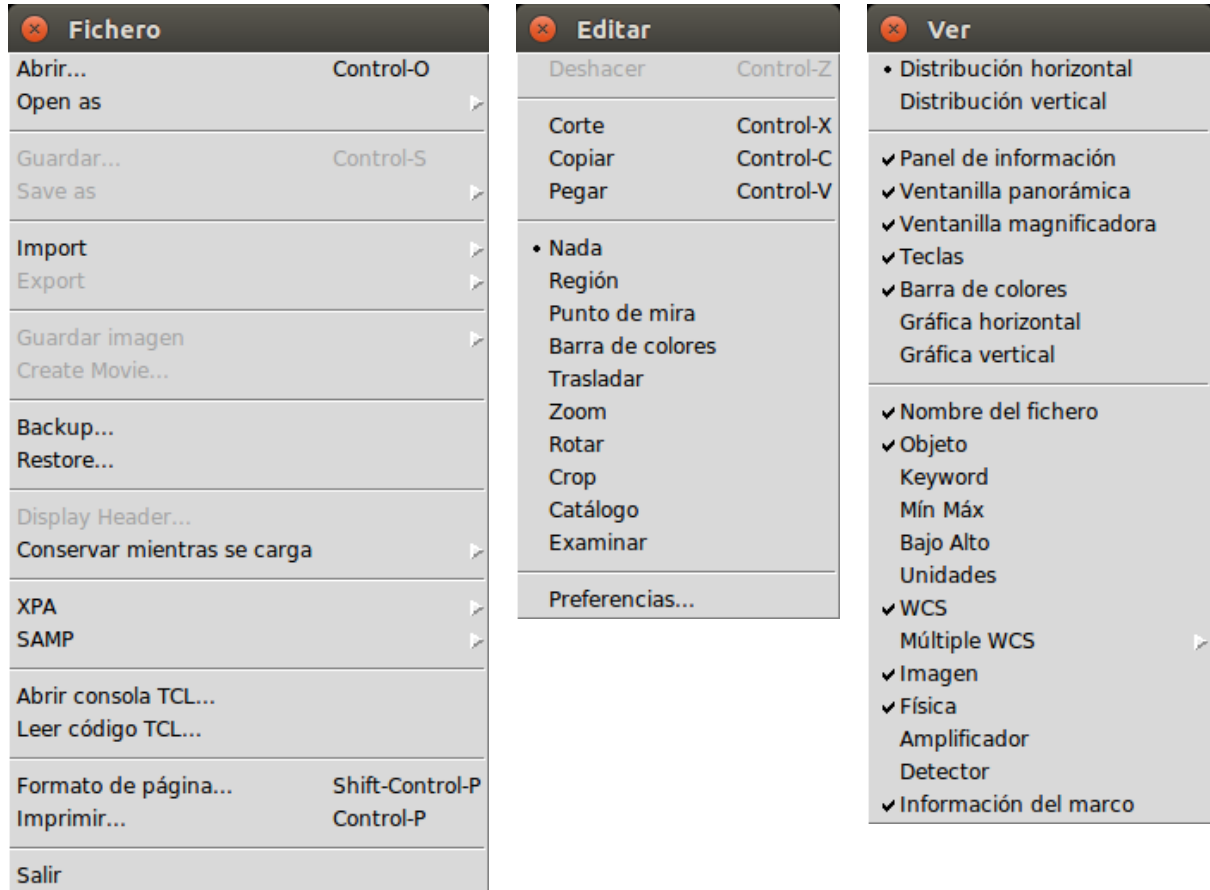 Fichero
Abrir... Control-O
Open as
Guardar... Control-S
Save as
Import
Export
Guardar imagen
Create Movie...
Backup...
Restore...
Display Header...
Conservar mientras se carga
XPA
SAMP
Abrir consola TCL...
Leer código TCL...
Formato de página... Shift-Control-P
Imprimir... Control-P
Salir
Editar
Deshacer Control-Z
Corte Control-X
Copiar Control-C
Pegar Control-V
Nada
Región
Punto de mira
Barra de colores
Trasladar
Zoom
Rotar
Crop
Catálogo
Examinar
Preferencias...
Ver
Distribución horizontal
Distribución vertical
Panel de información
Ventanilla panorámica
Ventanilla magnificadora
Teclas
Barra de colores
Gráfica horizontal
Gráfica vertical
Nombre del fichero
Objeto
Keyword
Mín Máx
Bajo Alto
Unidades
WCS
Múltiple WCS
Imagen
Física
Amplificador
Detector
Información del marco